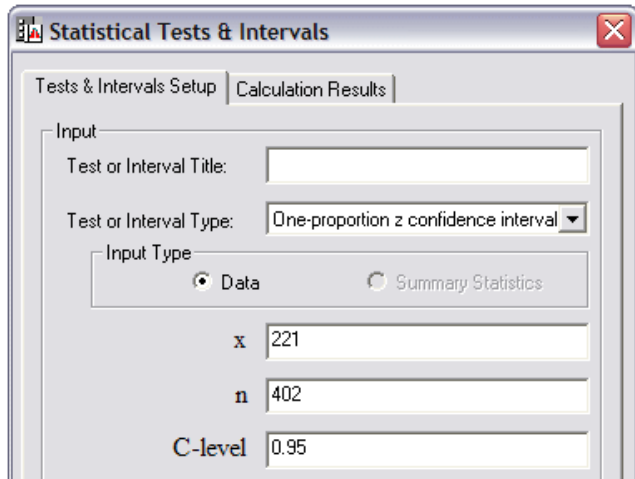 Statistical Tests & Intervals
Tests & Intervals Setup
Calculation Results
Input
Test or Interval Title:
Test or Interval Type: One-proportion z confidence interval
Input Type
Data Summary Statistics
x 221
n 402
C-level 0.95